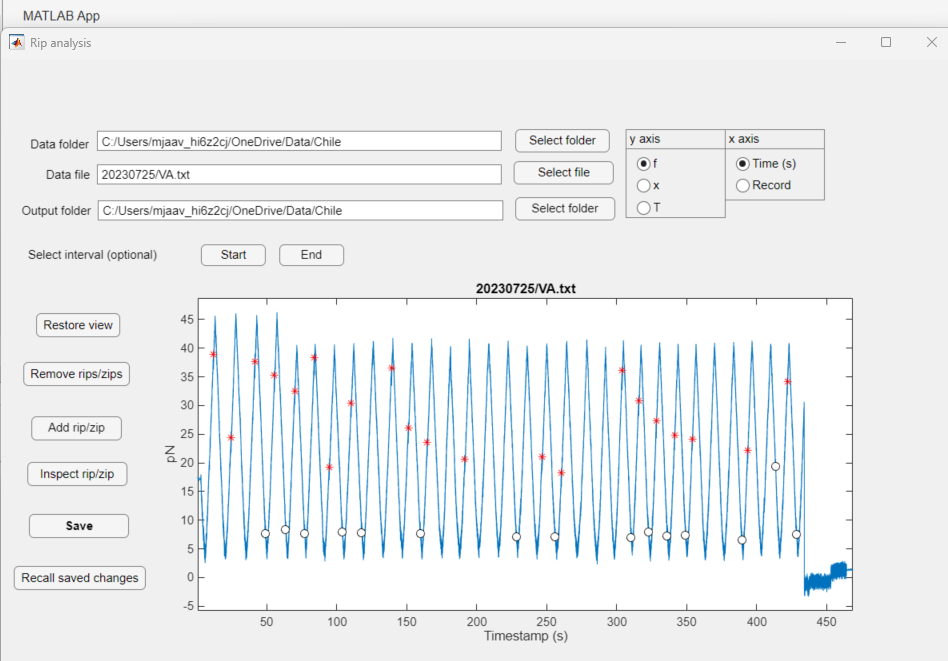 MATLAB App
Rip analysis
Data folder C:/Users/mjaav_hi6z2cj/OneDrive/Data/Chile Select folder y axis x axis
f Time (s)
Data file 20230725/VA.txt Select file x Record
Output folder C:/Users/mjaav_hi6z2cj/OneDrive/Data/Chile Select folder T
Select interval (optional) Start End
20230725/VA.txt
Restore view
Remove rips/zips
Add rip/zip
Inspect rip/zip
Save
Recall saved changes
pN
45
40
35
30
25
20
15
10
5
0
-5
50 100 150 200 250 300 350 400 450
Timestamp (s)